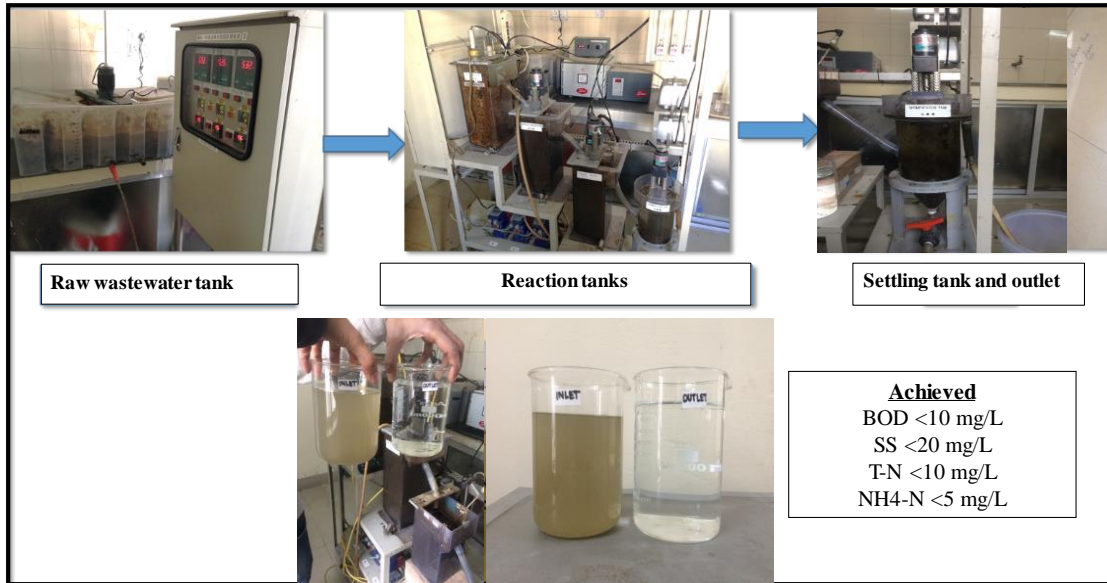 Raw wastewater tank
Reaction tanks
Settling tank and outlet
INLET
OUTLET
INLET
OUTLET
Achieved
BOD <10 mg/L
SS <20 mg/L
T-N <10 mg/L
NH4-N <5 mg/L